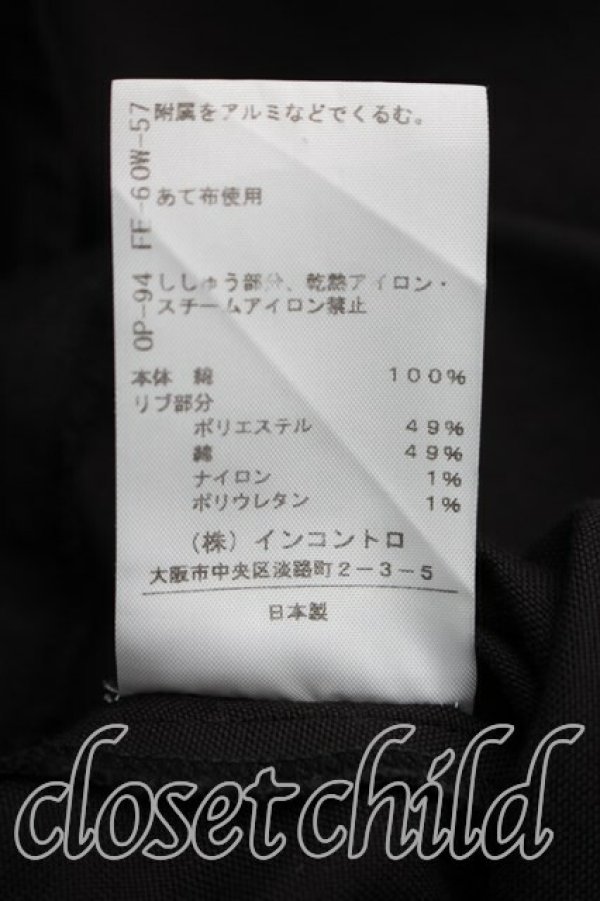 附属をアルミなどでくるむ。
あて布使用
ししゅう部分、乾熱アイロン・
スチームアイロン禁止
本体 綿 100%
リブ部分
ポリエステル 49%
綿 49%
ナイロン 1%
ポリウレタン 1%
(株)インコントロ
大阪市中央区淡路町2-3-5
日本製
OP-94 FF-60W-57
closet child